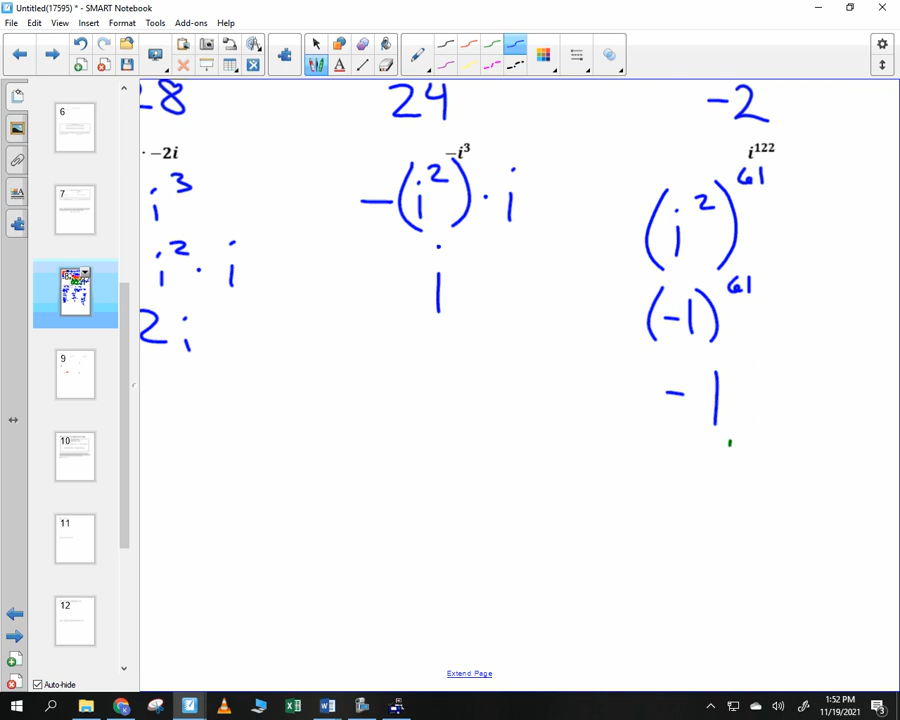 Untitled(17595) * - SMART Notebook
File Edit View Insert Format Tools Add-ons Help
28 24 -2
· −2i −i³ i¹²²
i³ -(i²) · i (i²)⁶¹
i² · i i (-1)⁶¹
2i -1
6
7
8
9
10
11
12
Extend Page
Auto-hide
1:52 PM
11/19/2021
3